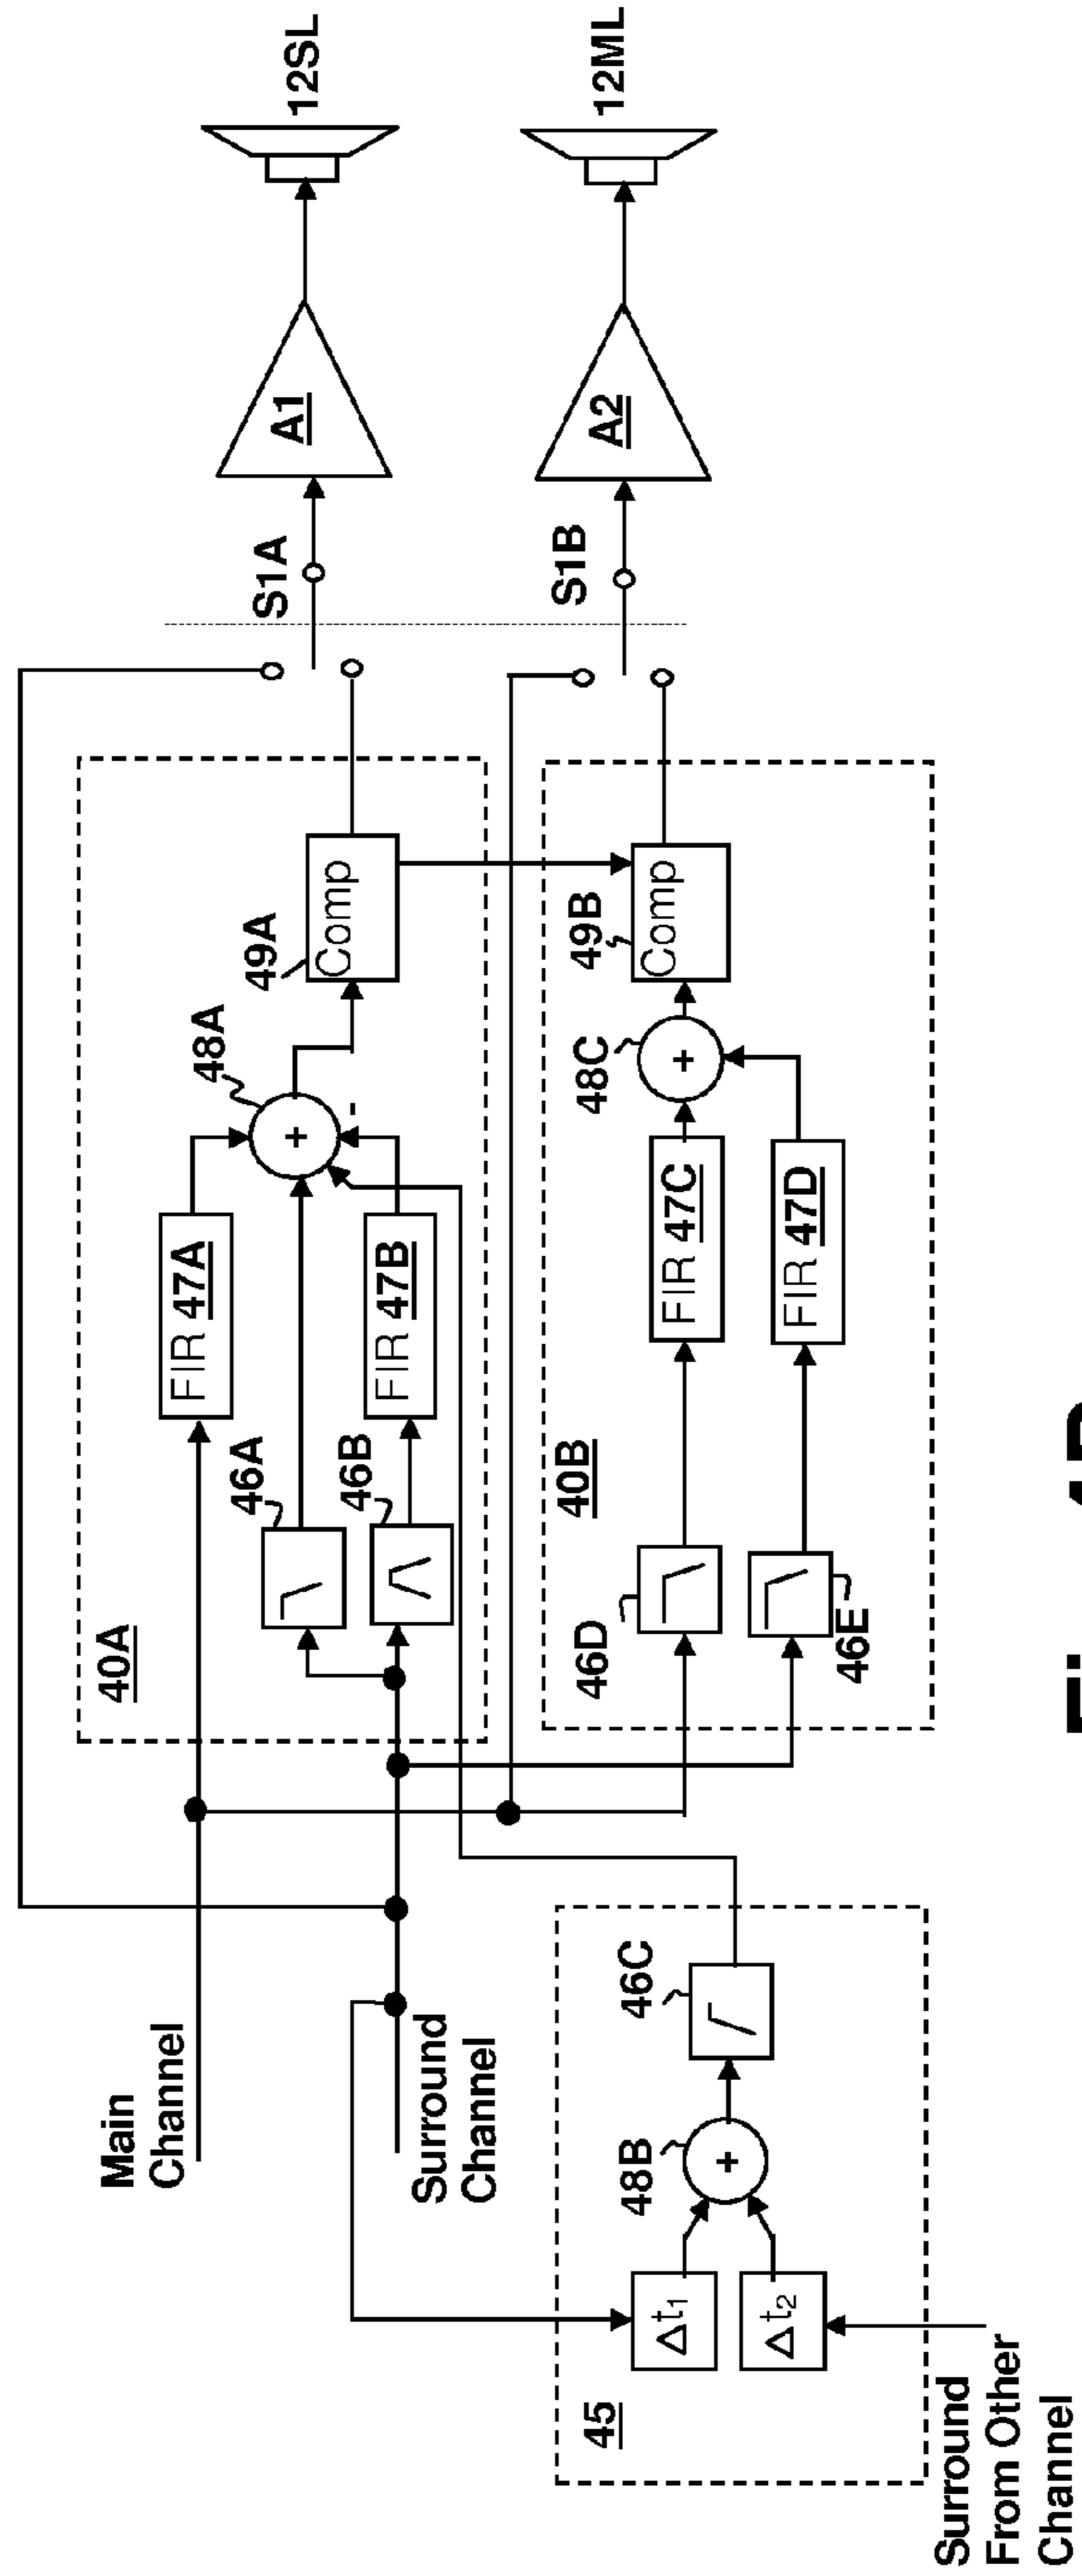 Main
Channel
Surround
Channel
40A
46A
46B
FIR 47A
FIR 47B
48A
+
-
49A
Comp
S1A
A1
12SL
40B
46D
46E
FIR 47C
FIR 47D
48C
+
49B
Comp
S1B
A2
12ML
45
Δt1
Δt2
48B
+
46C
Surround
From Other
Channel